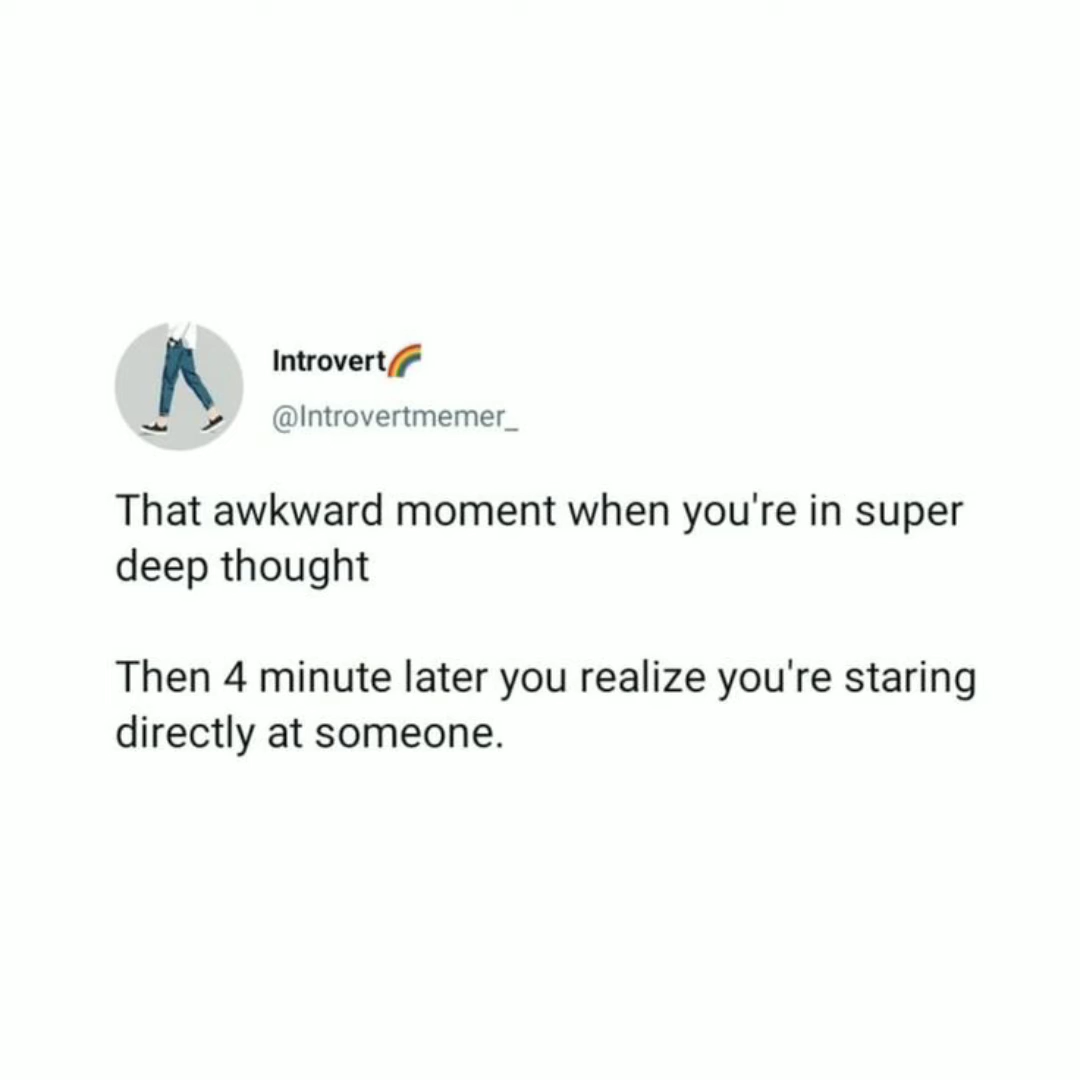 Introvert🌈
@Introvertmemer_
That awkward moment when you're in super
deep thought
Then 4 minute later you realize you're staring
directly at someone.